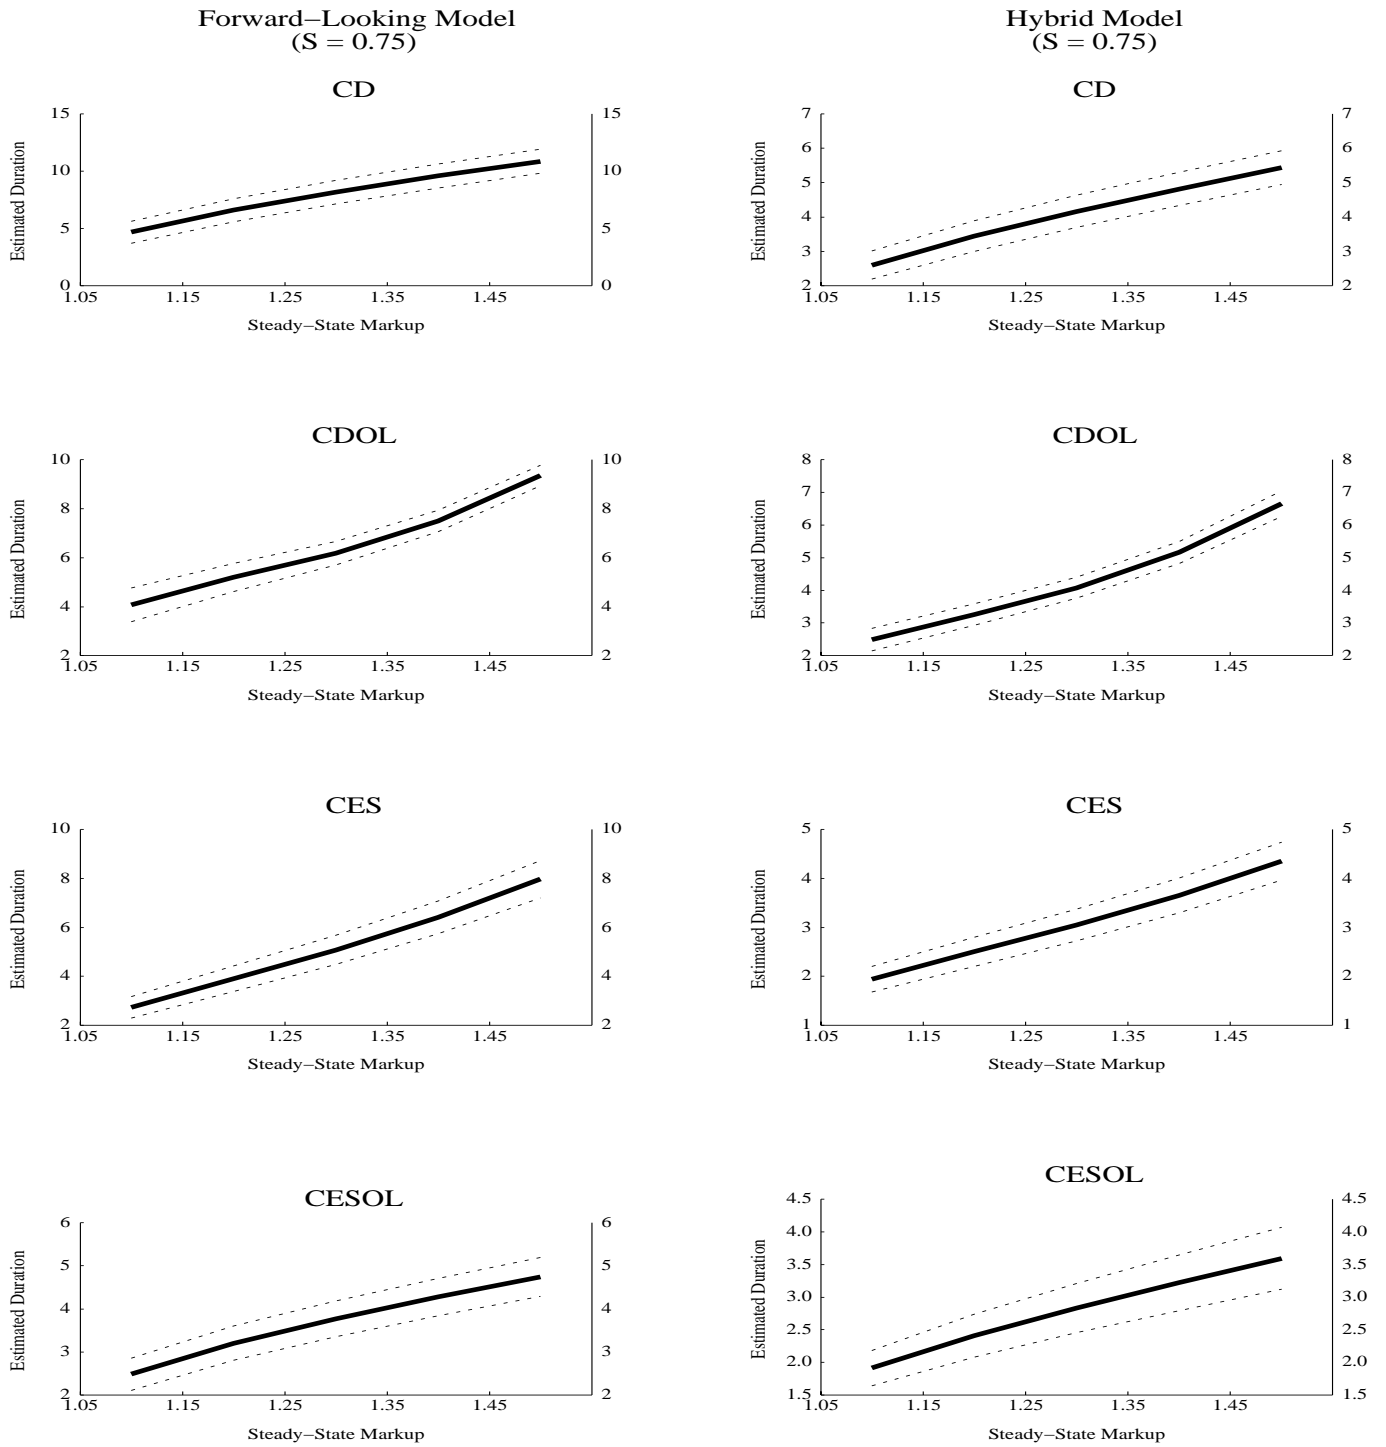 Forward–Looking Model
(S = 0.75)
CD
15
10
5
0
15
10
5
0
Estimated Duration
1.05 1.15 1.25 1.35 1.45
Steady–State Markup
CDOL
10
8
6
4
2
10
8
6
4
2
Estimated Duration
1.05 1.15 1.25 1.35 1.45
Steady–State Markup
CES
10
8
6
4
2
10
8
6
4
2
Estimated Duration
1.05 1.15 1.25 1.35 1.45
Steady–State Markup
CESOL
6
5
4
3
2
6
5
4
3
2
Estimated Duration
1.05 1.15 1.25 1.35 1.45
Steady–State Markup
Hybrid Model
(S = 0.75)
CD
7
6
5
4
3
2
7
6
5
4
3
2
Estimated Duration
1.05 1.15 1.25 1.35 1.45
Steady–State Markup
CDOL
8
7
6
5
4
3
2
8
7
6
5
4
3
2
Estimated Duration
1.05 1.15 1.25 1.35 1.45
Steady–State Markup
CES
5
4
3
2
1
5
4
3
2
1
Estimated Duration
1.05 1.15 1.25 1.35 1.45
Steady–State Markup
CESOL
4.5
4.0
3.5
3.0
2.5
2.0
1.5
4.5
4.0
3.5
3.0
2.5
2.0
1.5
Estimated Duration
1.05 1.15 1.25 1.35 1.45
Steady–State Markup